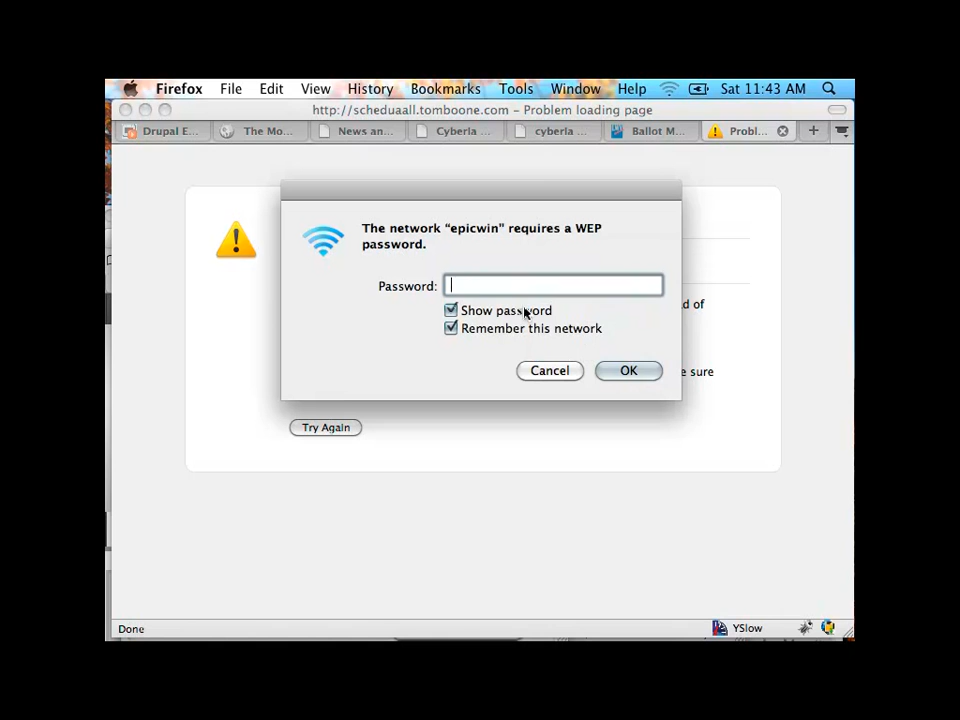 Firefox File Edit View History Bookmarks Tools Window Help Sat 11:43 AM
http://scheduaall.tomboone.com – Problem loading page
Drupal E... The Mo... News an... Cyberla ... cyberla ... Ballot M... Probl...
The network “epicwin” requires a WEP
password.
Password:
Show password
d of
Remember this network
Cancel OK
e sure
Try Again
Done YSlow